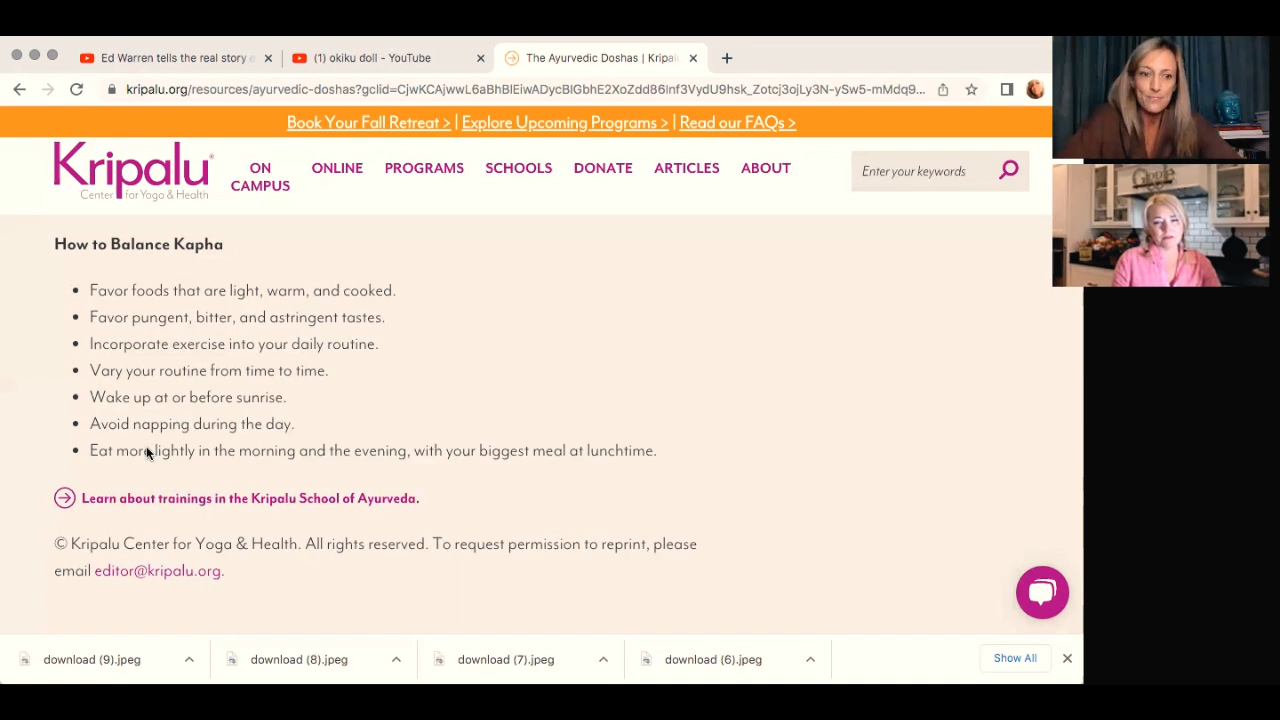 Ed Warren tells the real story
(1) okiku doll - YouTube
The Ayurvedic Doshas | Kripal
kripalu.org/resources/ayurvedic-doshas?gclid=CjwKCAjwwL6aBhBlEiwADycBIGbhE2XoZdd86lnf3VydU9hsk_Zotcj3ojLy3N-ySw5-mMdq9...
Book Your Fall Retreat > | Explore Upcoming Programs > | Read our FAQs >
Kripalu®
Center for Yoga & Health
ON CAMPUS
ONLINE
PROGRAMS
SCHOOLS
DONATE
ARTICLES
ABOUT
Enter your keywords
How to Balance Kapha
• Favor foods that are light, warm, and cooked.
• Favor pungent, bitter, and astringent tastes.
• Incorporate exercise into your daily routine.
• Vary your routine from time to time.
• Wake up at or before sunrise.
• Avoid napping during the day.
• Eat more lightly in the morning and the evening, with your biggest meal at lunchtime.
Learn about trainings in the Kripalu School of Ayurveda.
© Kripalu Center for Yoga & Health. All rights reserved. To request permission to reprint, please
email editor@kripalu.org.
download (9).jpeg
download (8).jpeg
download (7).jpeg
download (6).jpeg
Show All